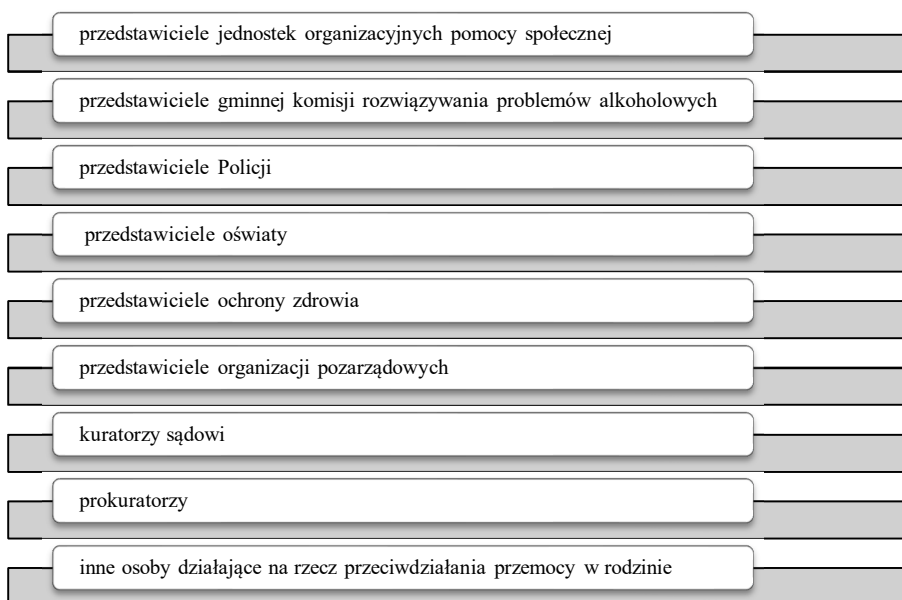 przedstawiciele jednostek organizacyjnych pomocy społecznej
przedstawiciele gminnej komisji rozwiązywania problemów alkoholowych
przedstawiciele Policji
przedstawiciele oświaty
przedstawiciele ochrony zdrowia
przedstawiciele organizacji pozarządowych
kuratorzy sądowi
prokuratorzy
inne osoby działające na rzecz przeciwdziałania przemocy w rodzinie